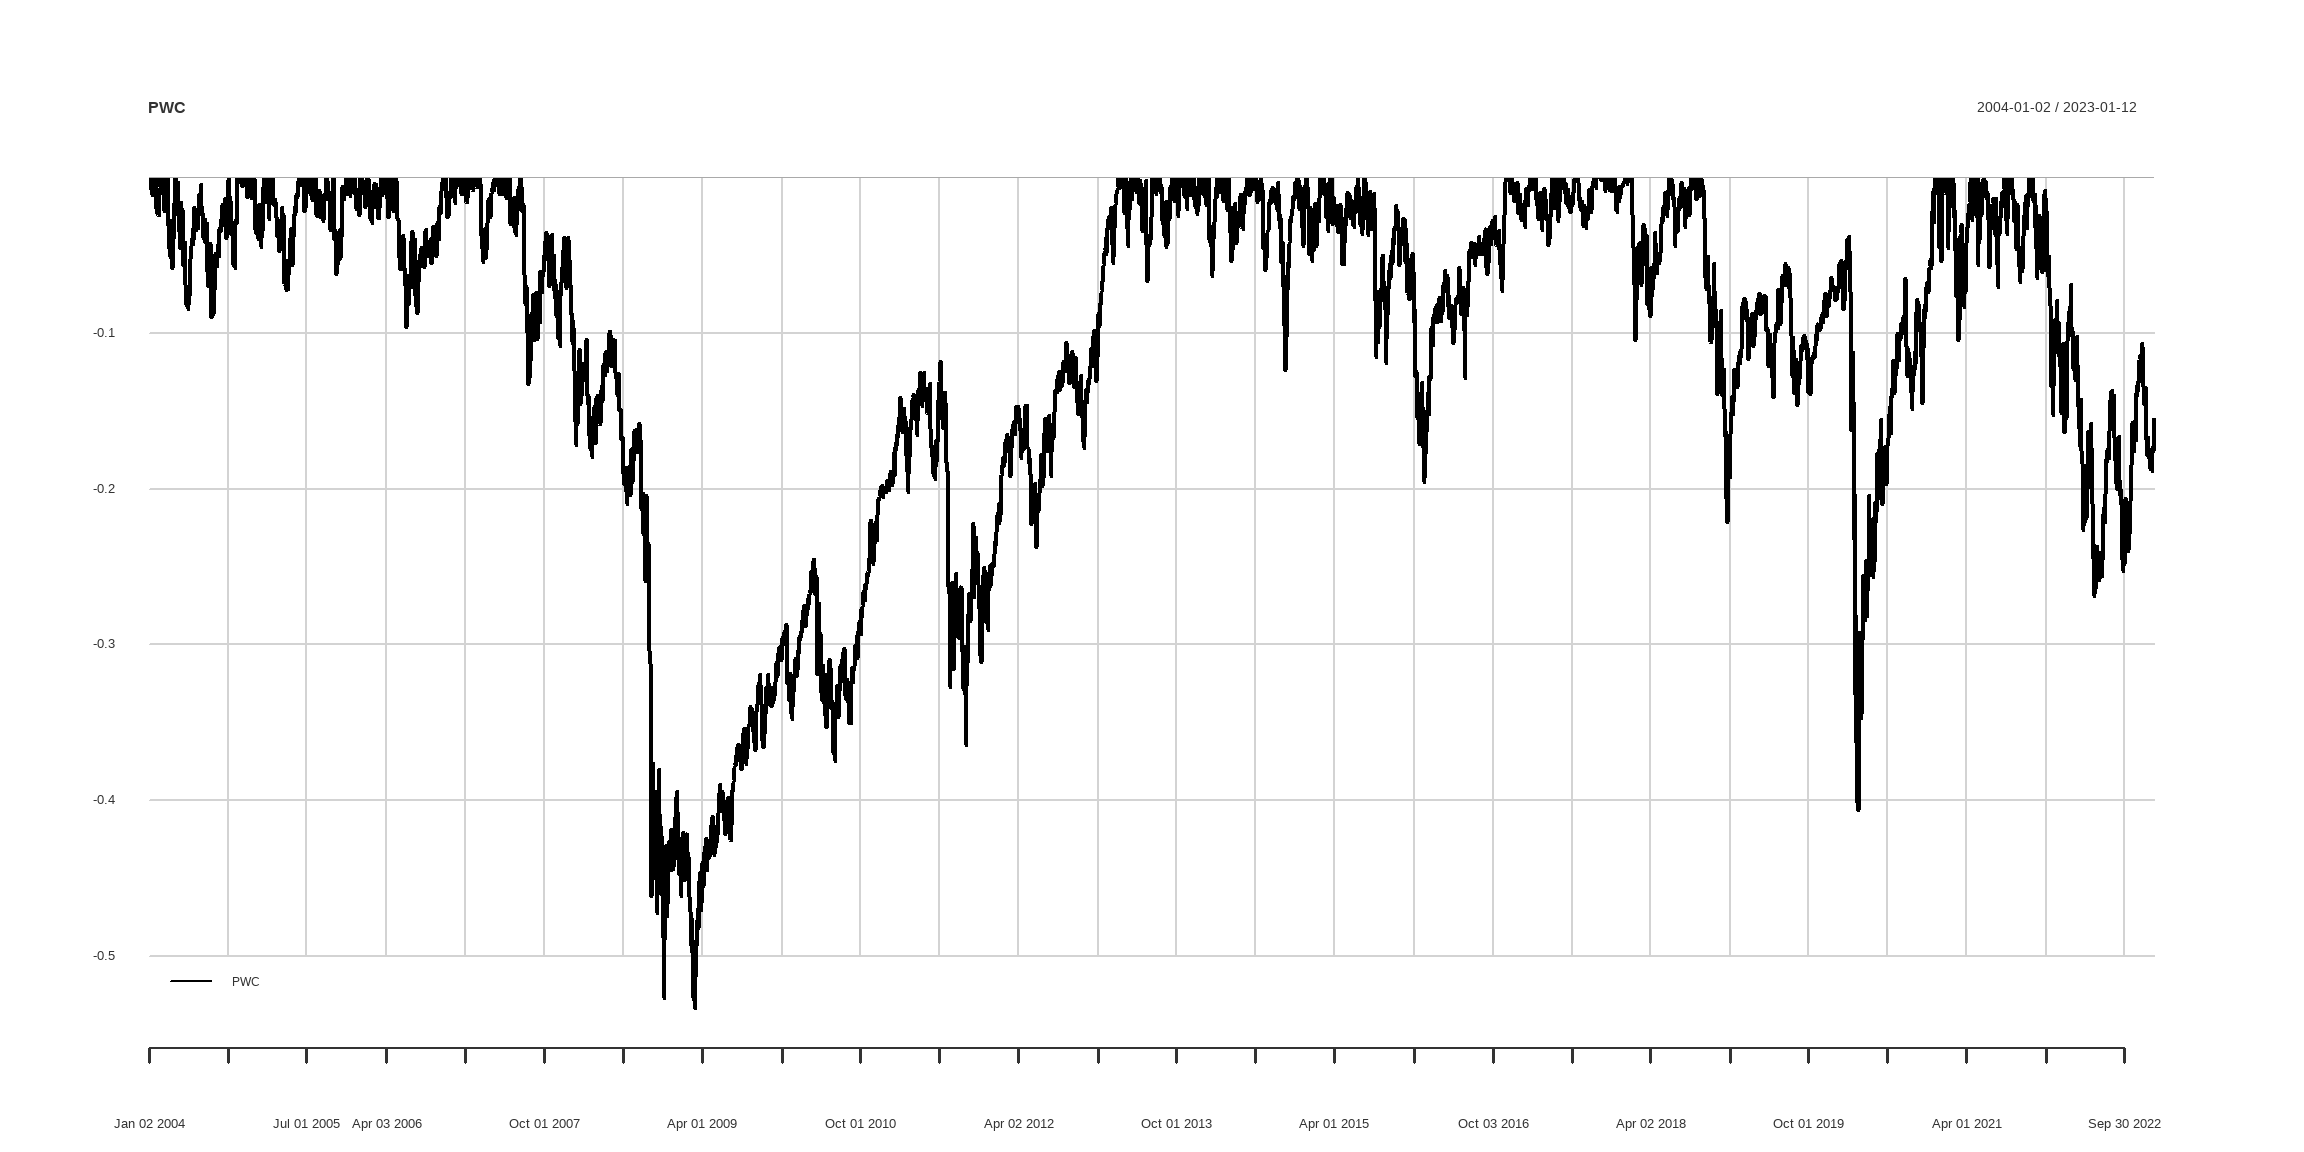 PWC
2004-01-02 / 2023-01-12
-0.1
-0.2
-0.3
-0.4
-0.5
PWC
Jan 02 2004
Jul 01 2005
Apr 03 2006
Oct 01 2007
Apr 01 2009
Oct 01 2010
Apr 02 2012
Oct 01 2013
Apr 01 2015
Oct 03 2016
Apr 02 2018
Oct 01 2019
Apr 01 2021
Sep 30 2022